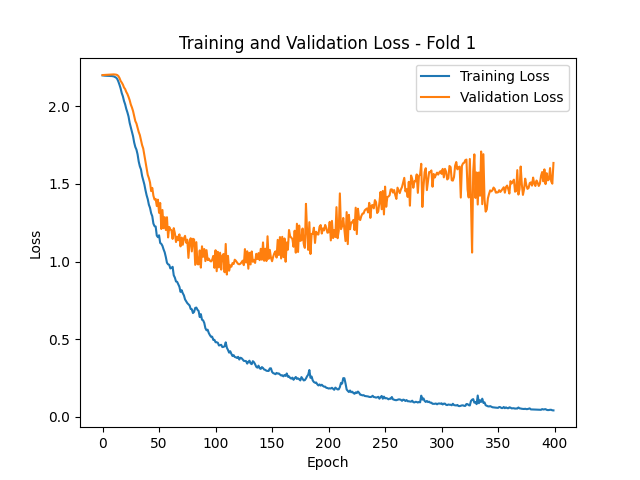 Training and Validation Loss - Fold 1
Training Loss
Validation Loss
2.0
1.5
1.0
0.5
0.0
Loss
0 50 100 150 200 250 300 350 400
Epoch